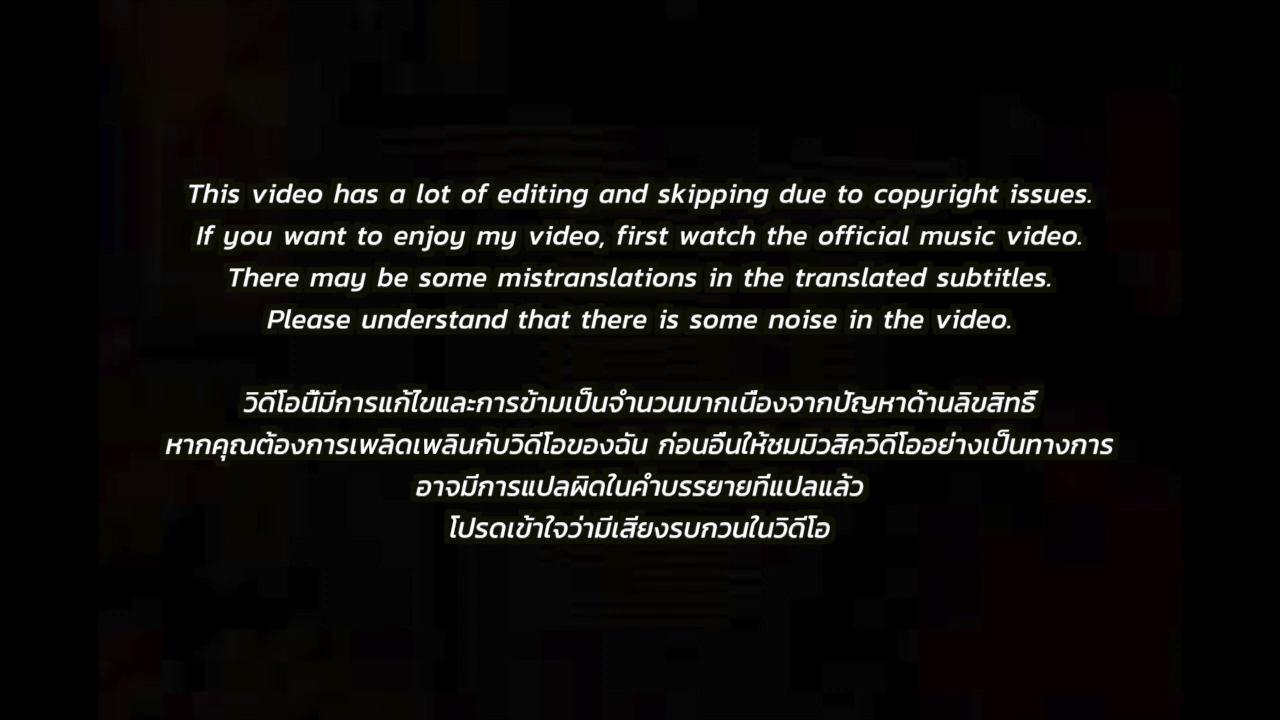 This video has a lot of editing and skipping due to copyright issues.
If you want to enjoy my video, first watch the official music video.
There may be some mistranslations in the translated subtitles.
Please understand that there is some noise in the video.
วิดีโอนี้มีการแก้ไขและการข้ามเป็นจำนวนมากเนื่องจากปัญหาด้านลิขสิทธิ์
หากคุณต้องการเพลิดเพลินกับวิดีโอของฉัน ก่อนอื่นให้ชมมิวสิควิดีโออย่างเป็นทางการ
อาจมีการแปลผิดในคำบรรยายที่แปลแล้ว
โปรดเข้าใจว่ามีเสียงรบกวนในวิดีโอ